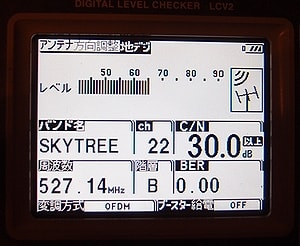 DIGITAL LEVEL CHECKER LCV2
アンテナ方向調整 地デジ
50 60 70 80 90
レベル
バンド名 ch C/N
SKYTREE 22 30.0 以上 dB
周波数 階層 BER
527.14 MHz B 0.00
変調方式 OFDM ブースター給電 OFF